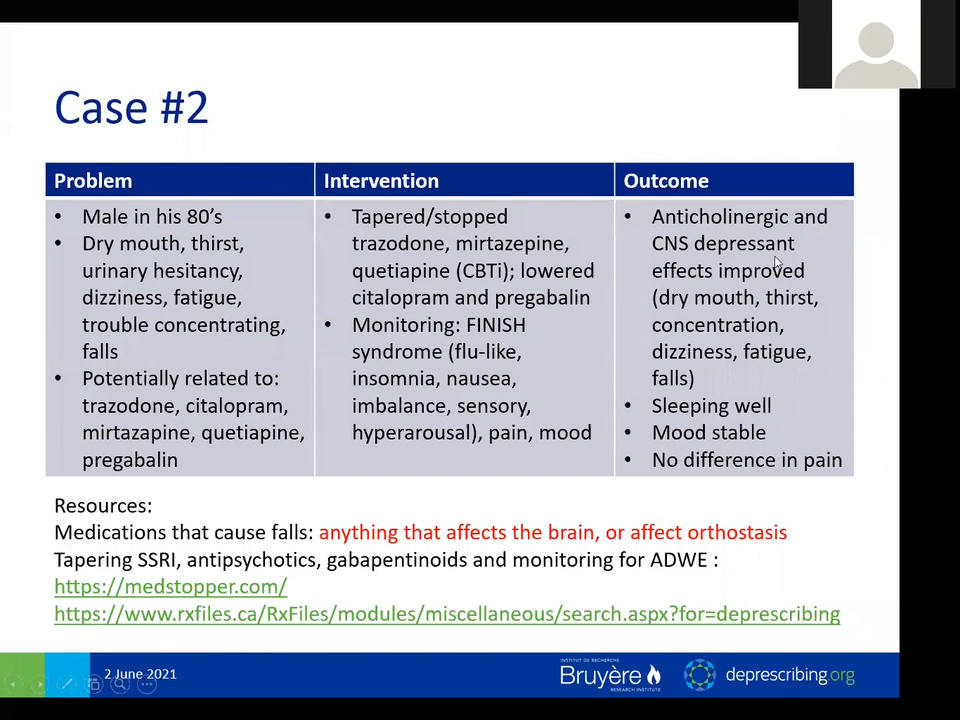 Case #2
Problem
Intervention
Outcome
• Male in his 80's
• Dry mouth, thirst,
urinary hesitancy,
dizziness, fatigue,
trouble concentrating,
falls
• Potentially related to:
trazodone, citalopram,
mirtazapine, quetiapine,
pregabalin
• Tapered/stopped
trazodone, mirtazepine,
quetiapine (CBTi); lowered
citalopram and pregabalin
• Monitoring: FINISH
syndrome (flu-like,
insomnia, nausea,
imbalance, sensory,
hyperarousal), pain, mood
• Anticholinergic and
CNS depressant
effects improved
(dry mouth, thirst,
concentration,
dizziness, fatigue,
falls)
• Sleeping well
• Mood stable
• No difference in pain
Resources:
Medications that cause falls: anything that affects the brain, or affect orthostasis
Tapering SSRI, antipsychotics, gabapentinoids and monitoring for ADWE :
https://medstopper.com/
https://www.rxfiles.ca/RxFiles/modules/miscellaneous/search.aspx?for=deprescribing
2 June 2021
INSTITUT DE RECHERCHE
Bruyère
RESEARCH INSTITUTE
deprescribing.org